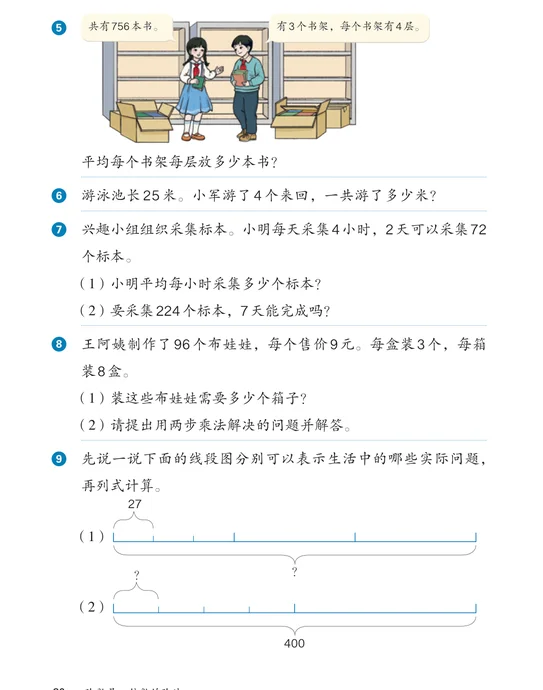 5
共有756本书。
有3个书架，每个书架有4层。
平均每个书架每层放多少本书？
6 游泳池长25米。小军游了4个来回，一共游了多少米？
7 兴趣小组组织采集标本。小明每天采集4小时，2天可以采集72
个标本。
（1）小明平均每小时采集多少个标本？
（2）要采集224个标本，7天能完成吗？
8 王阿姨制作了96个布娃娃，每个售价9元。每盒装3个，每箱
装8盒。
（1）装这些布娃娃需要多少个箱子？
（2）请提出用两步乘法解决的问题并解答。
9 先说一说下面的线段图分别可以表示生活中的哪些实际问题，
再列式计算。
27
（1）
?
?
（2）
400